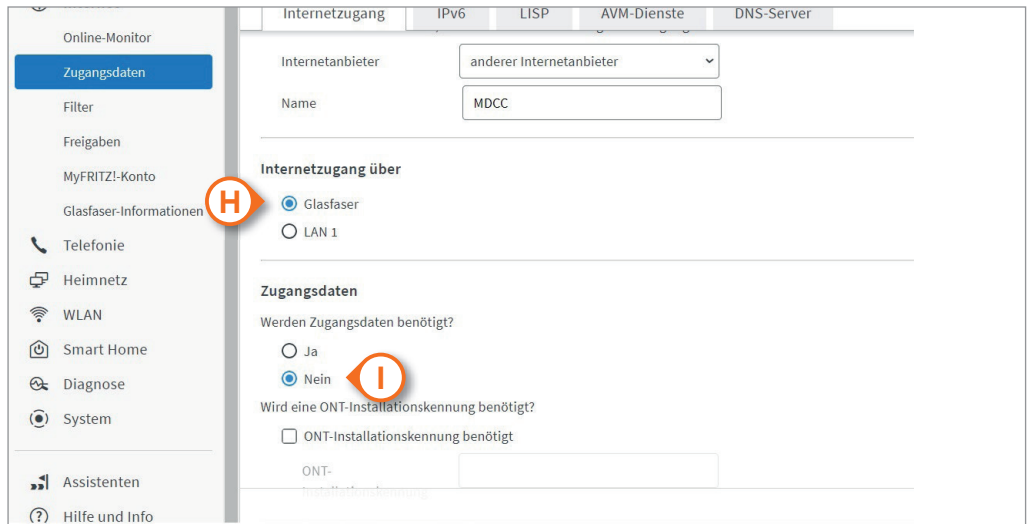 Online-Monitor
Zugangsdaten
Filter
Freigaben
MyFRITZ!-Konto
Glasfaser-Informationen
Telefonie
Heimnetz
WLAN
Smart Home
Diagnose
System
Assistenten
Hilfe und Info
Internetzugang IPv6 LISP AVM-Dienste DNS-Server
Internetanbieter anderer Internetanbieter
Name MDCC
Internetzugang über
H Glasfaser
LAN 1
Zugangsdaten
Werden Zugangsdaten benötigt?
Ja
Nein I
Wird eine ONT-Installationskennung benötigt?
ONT-Installationskennung benötigt
ONT-